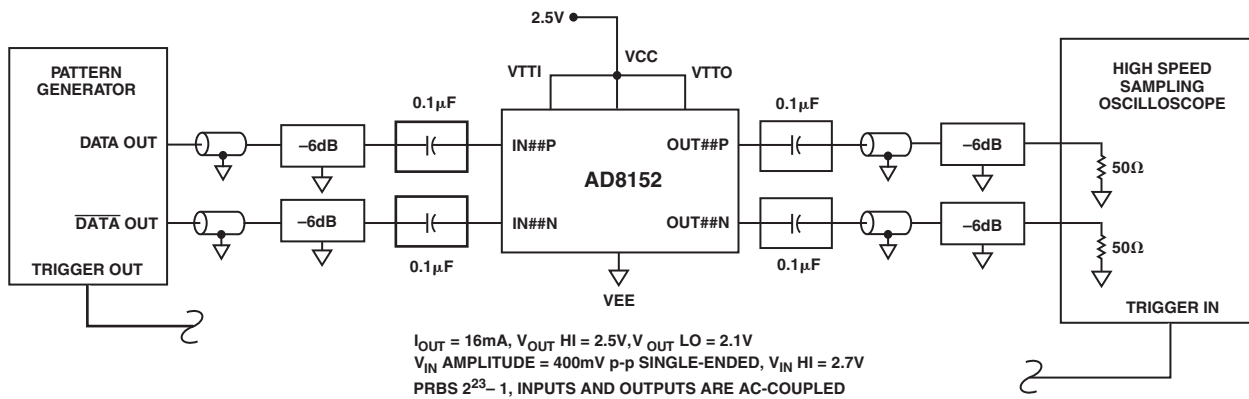 2.5V
VTTI
VCC
VTTO
PATTERN
GENERATOR
DATA OUT
DATA OUT
TRIGGER OUT
–6dB
–6dB
0.1µF
0.1µF
IN##P
IN##N
AD8152
OUT##P
OUT##N
VEE
0.1µF
0.1µF
–6dB
–6dB
HIGH SPEED
SAMPLING
OSCILLOSCOPE
50Ω
50Ω
TRIGGER IN
IOUT = 16mA, VOUT HI = 2.5V, V OUT LO = 2.1V
VIN AMPLITUDE = 400mV p-p SINGLE-ENDED, VIN HI = 2.7V
PRBS 2²³– 1, INPUTS AND OUTPUTS ARE AC-COUPLED